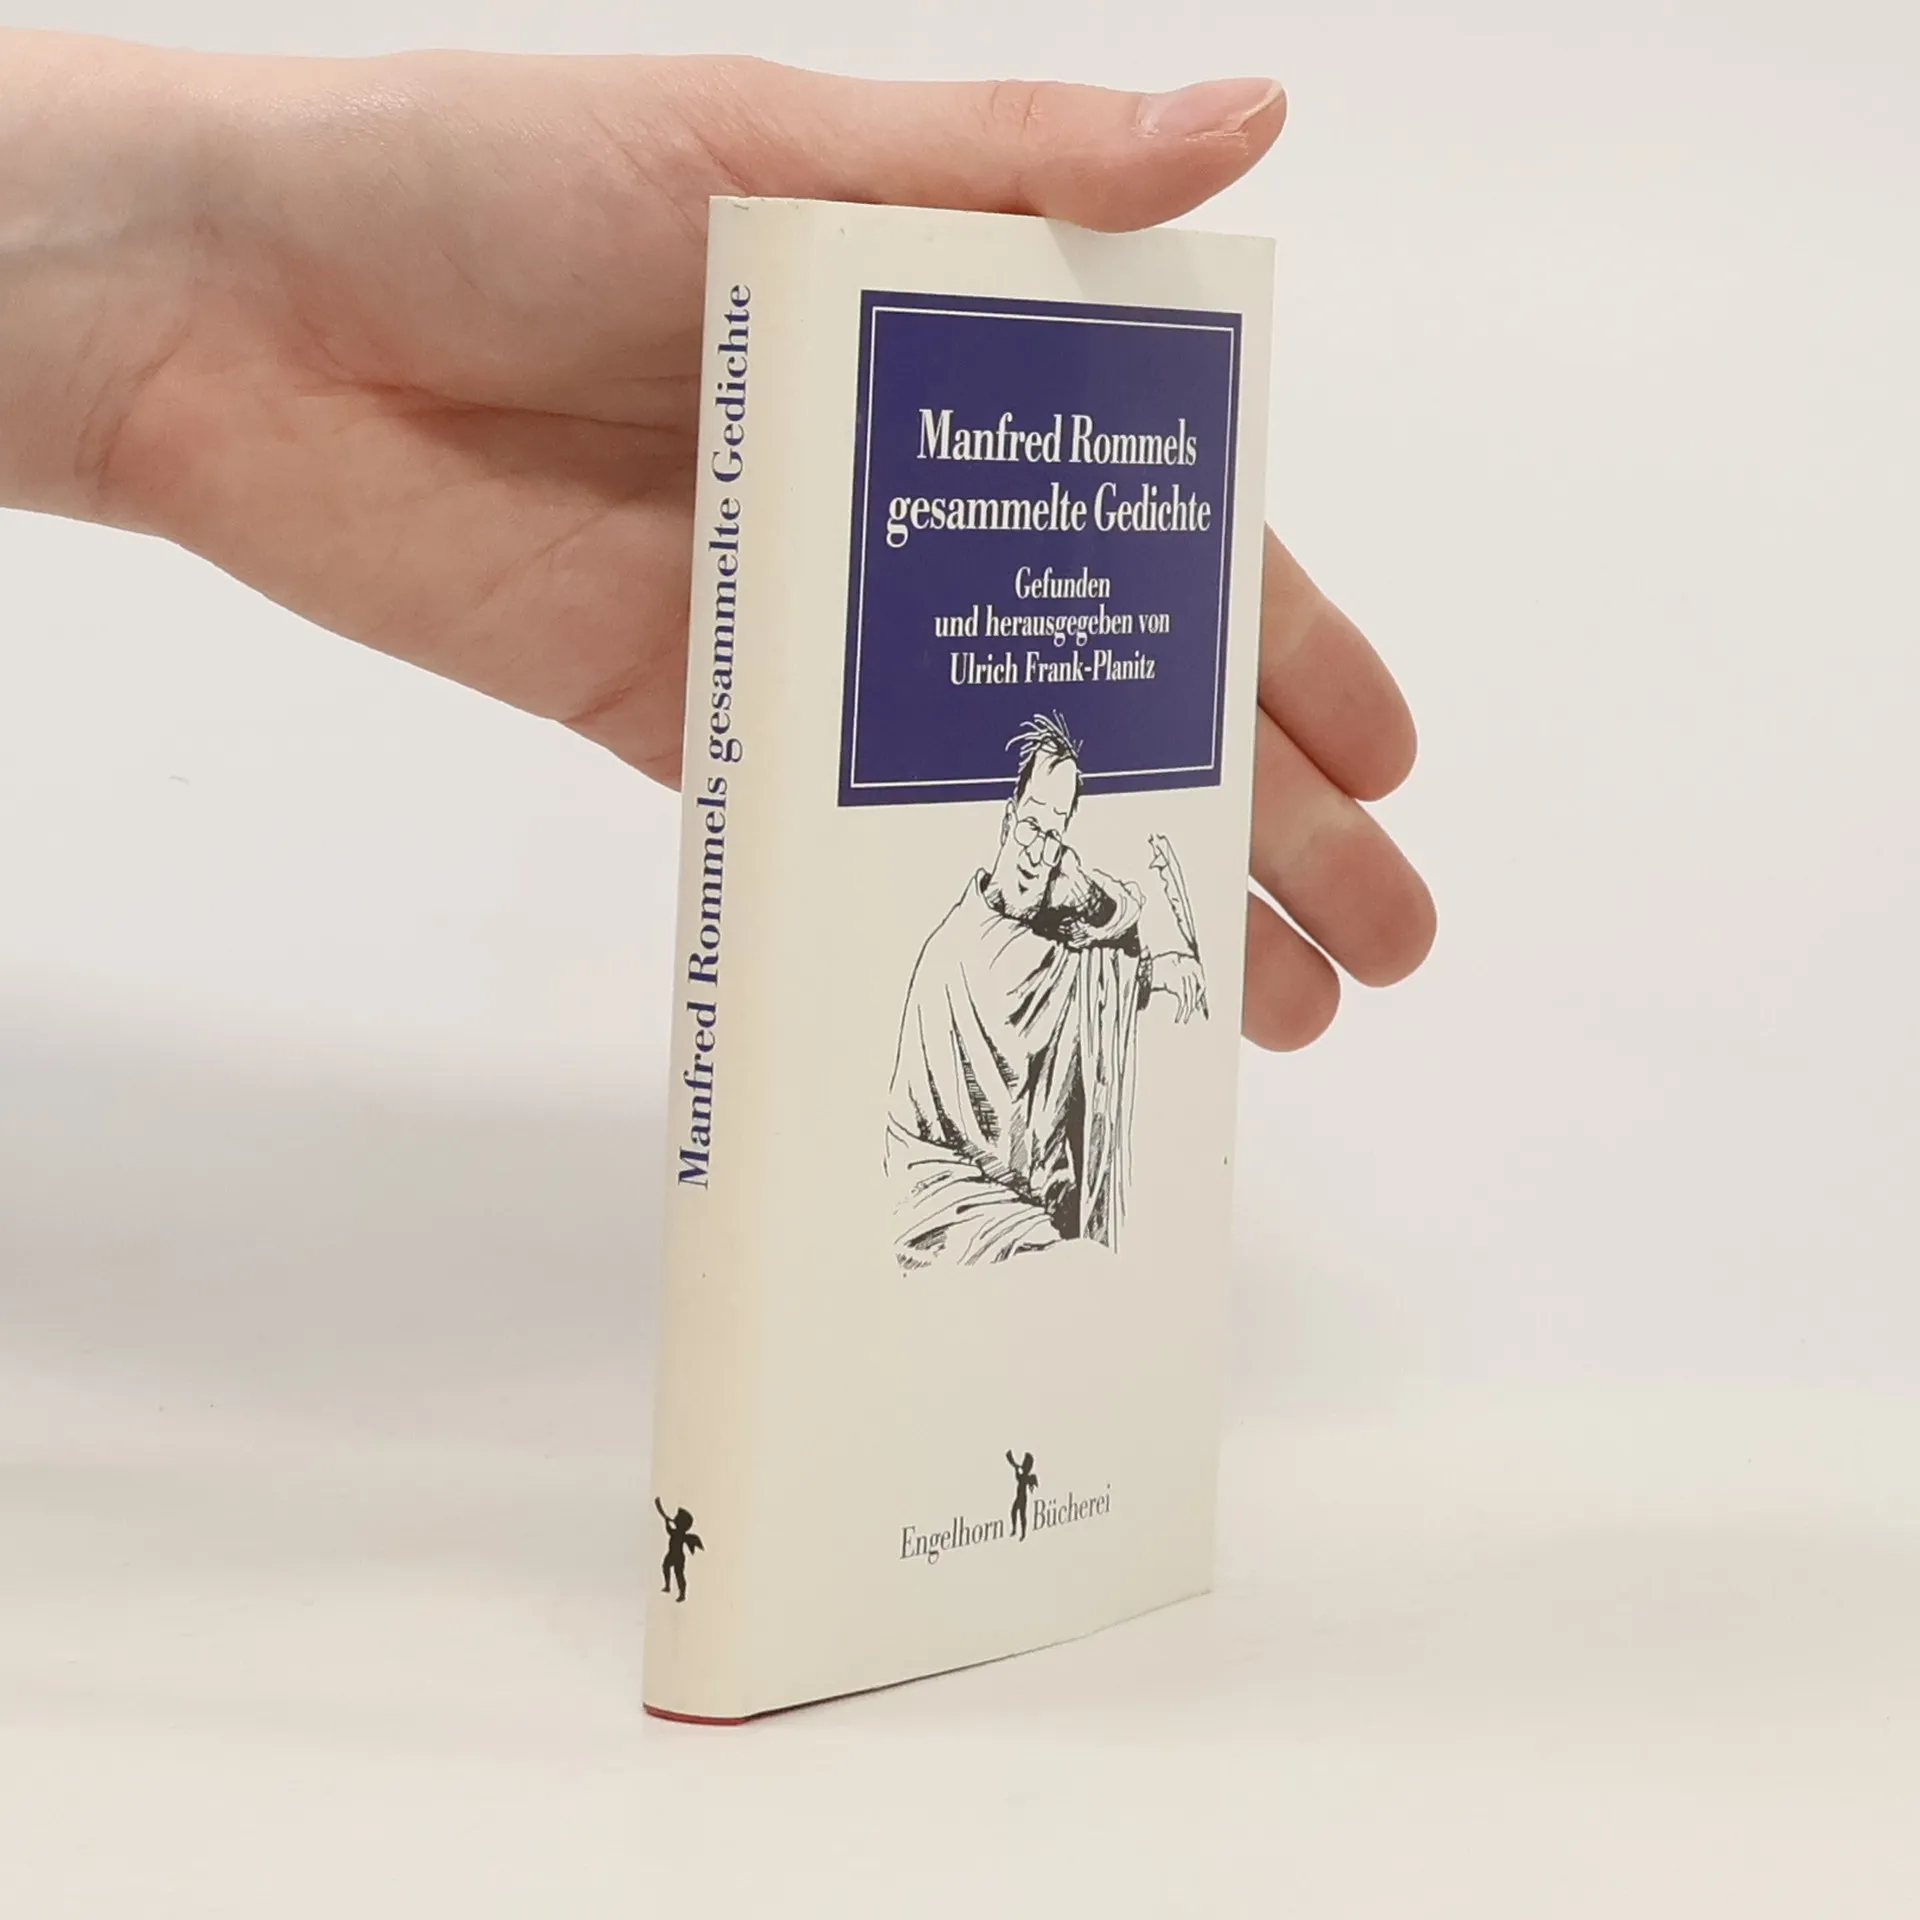 Manfred Rommels gesammelte Gedichte
Manfred Rommels
gesammelte Gedichte
Gefunden
und herausgegeben von
Ulrich Frank-Planitz
Engelhorn Bücherei